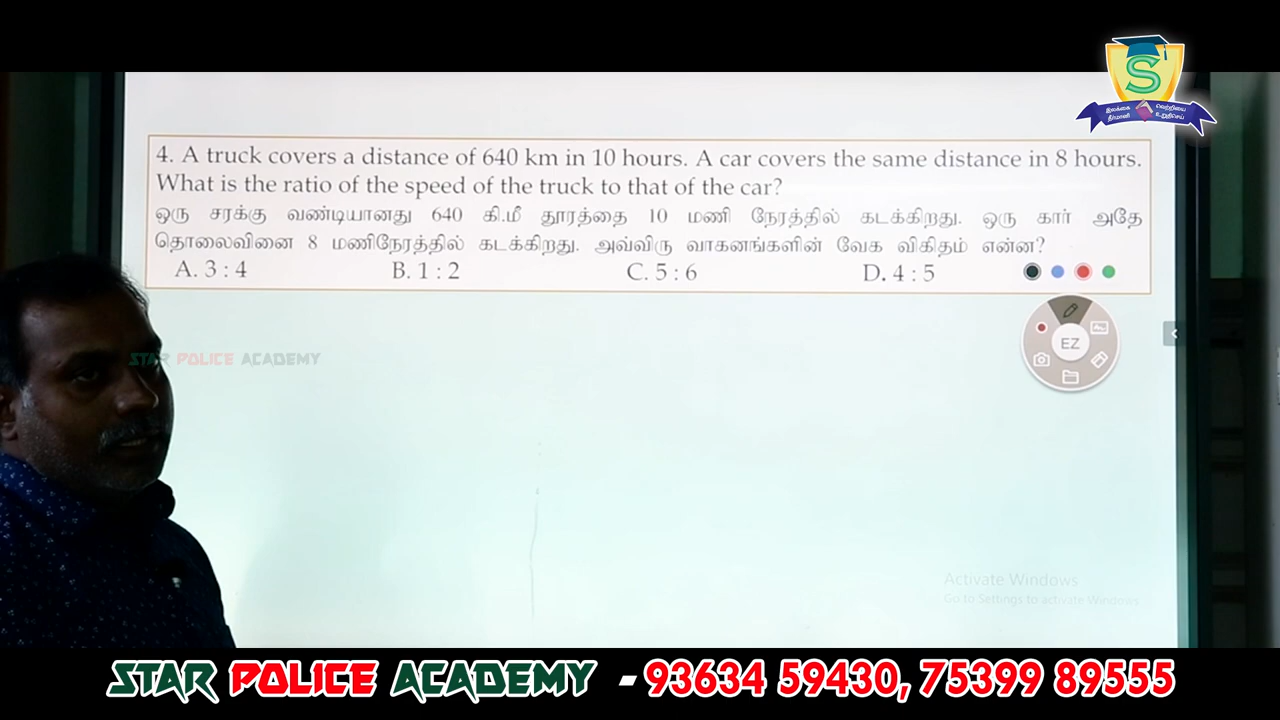 S
இலக்கை
தீர்மானி
வெற்றியை
உறுதிசெய்
4. A truck covers a distance of 640 km in 10 hours. A car covers the same distance in 8 hours.
What is the ratio of the speed of the truck to that of the car?
ஒரு சரக்கு வண்டியானது 640 கி.மீ தூரத்தை 10 மணி நேரத்தில் கடக்கிறது. ஒரு கார் அதே
தொலைவினை 8 மணிநேரத்தில் கடக்கிறது. அவ்விரு வாகனங்களின் வேக விகிதம் என்ன?
A. 3 : 4 B. 1 : 2 C. 5 : 6 D. 4 : 5
EZ
STAR POLICE ACADEMY
Activate Windows
Go to Settings to activate Windows.
STAR POLICE ACADEMY - 93634 59430, 75399 89555